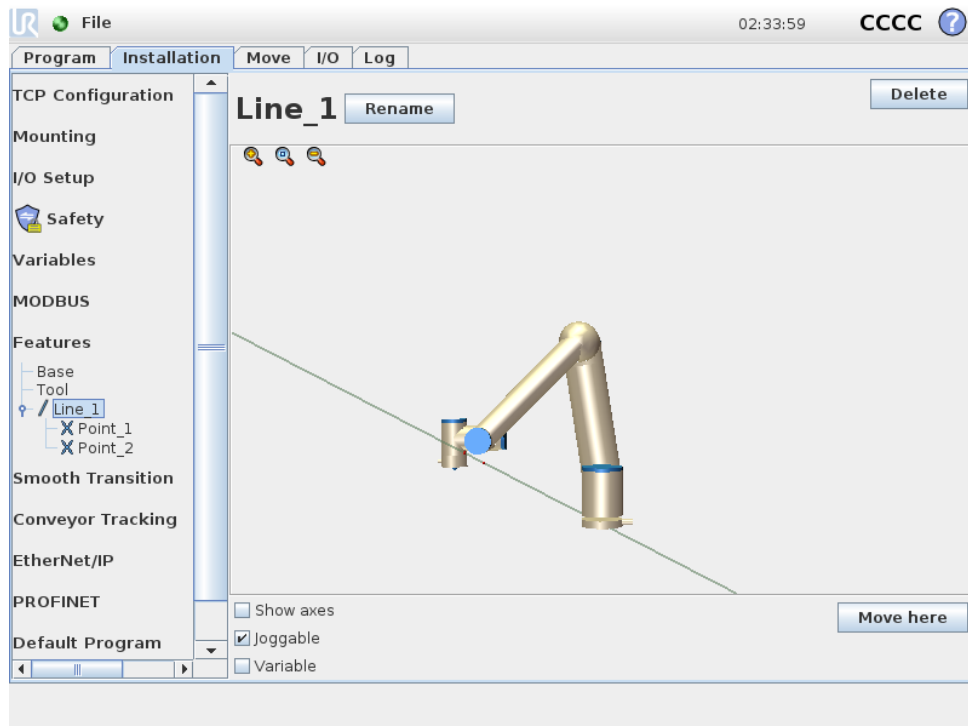 UR File 02:33:59 CCCC ?
Program Installation Move I/O Log
TCP Configuration
Mounting
I/O Setup
Safety
Variables
MODBUS
Features
Base
Tool
Line_1
Point_1
Point_2
Smooth Transition
Conveyor Tracking
EtherNet/IP
PROFINET
Default Program
Line_1 Rename Delete
Show axes
Joggable
Variable
Move here